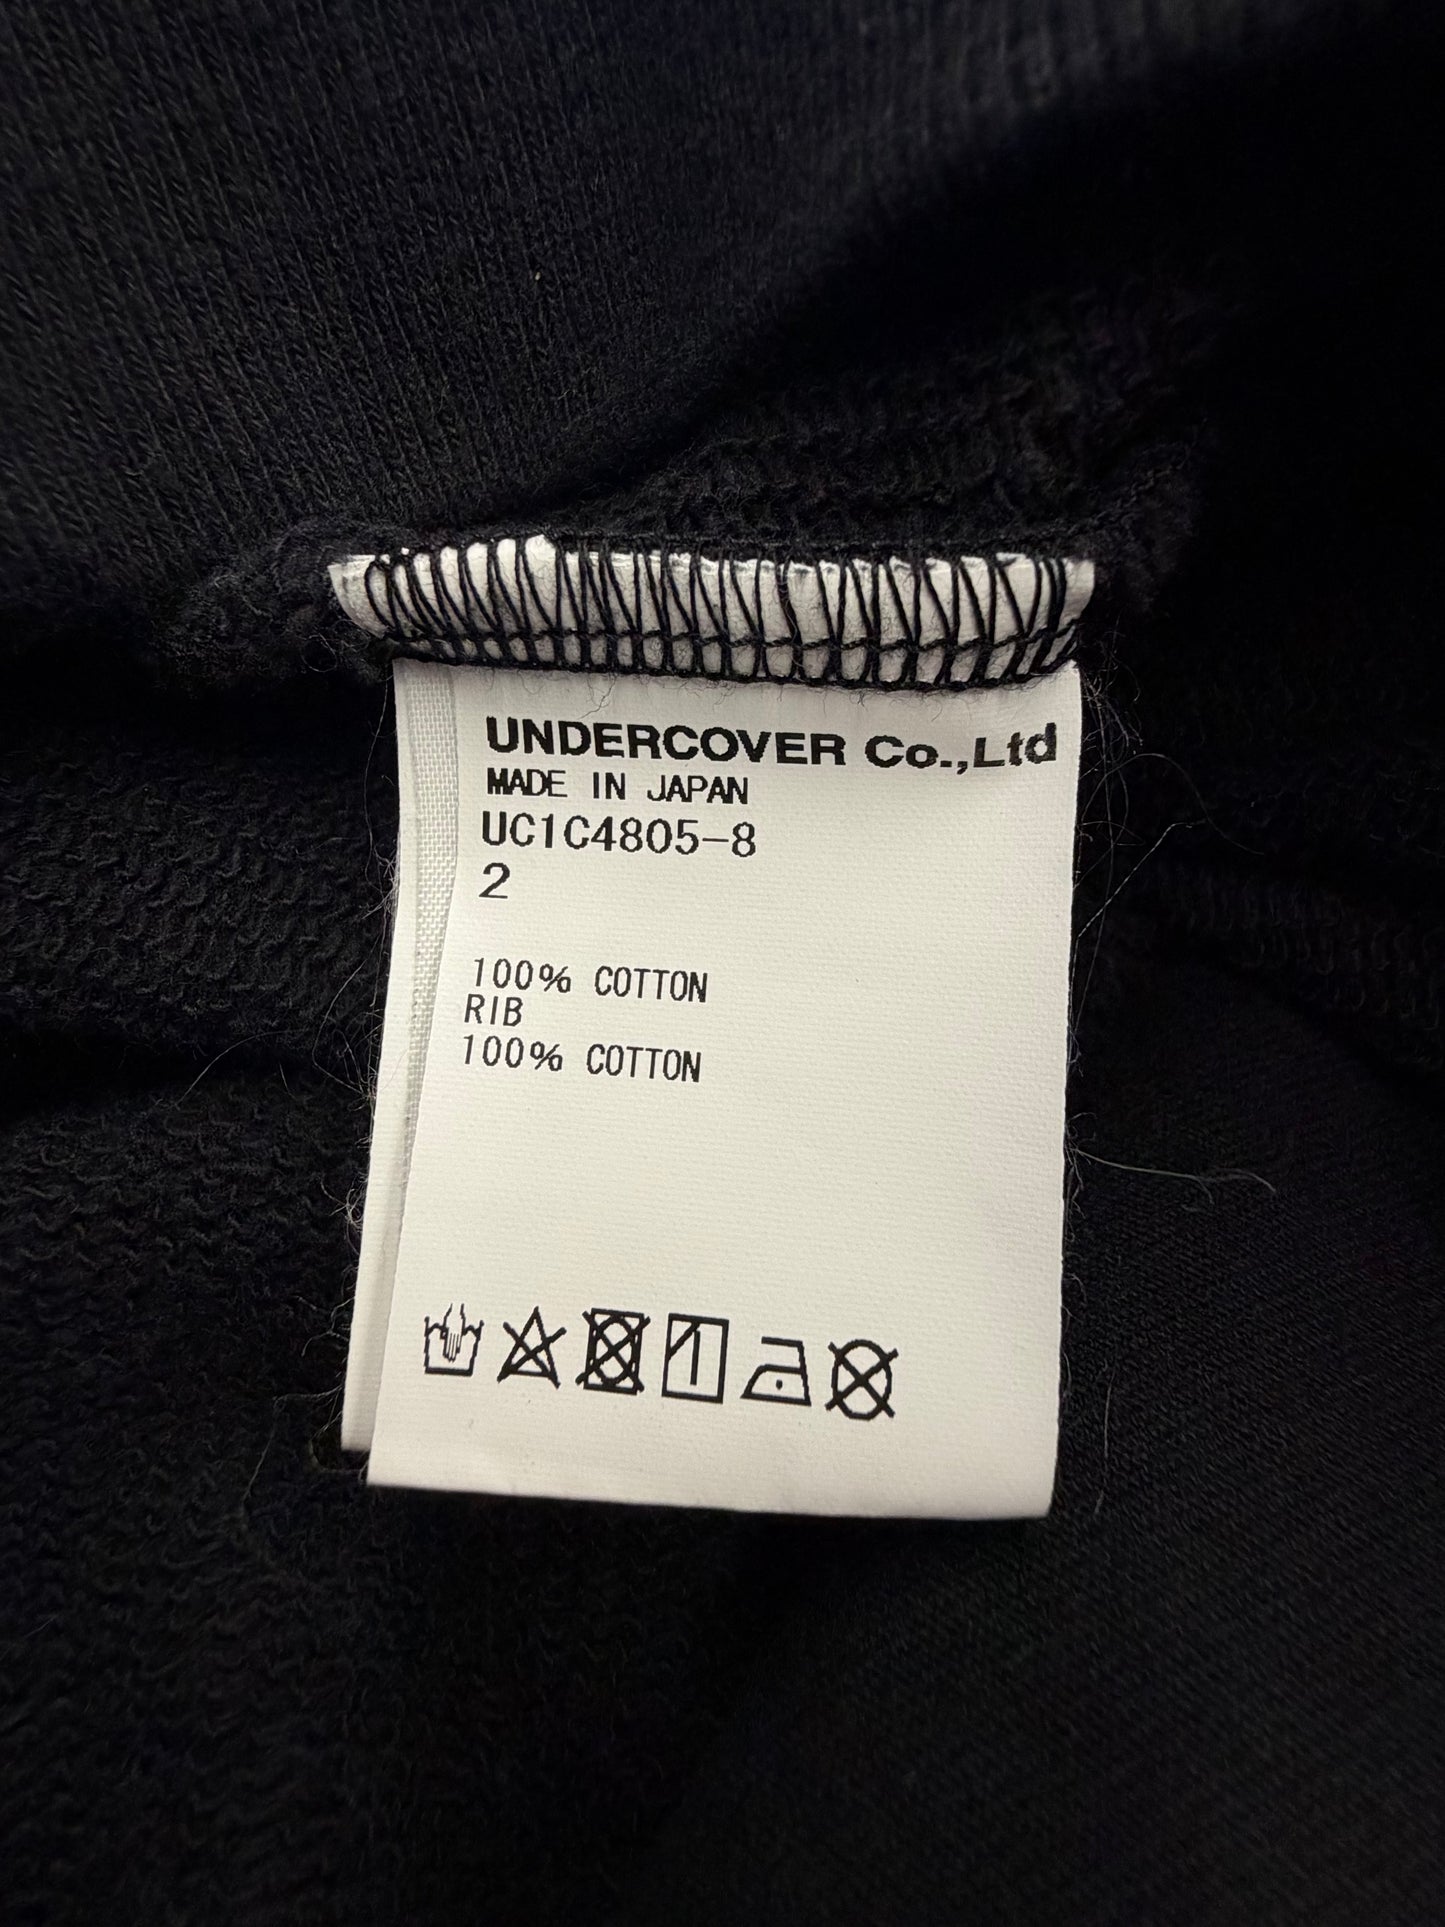 UNDERCOVER Co.,Ltd
MADE IN JAPAN
UC1C4805-8
2
100% COTTON
RIB
100% COTTON